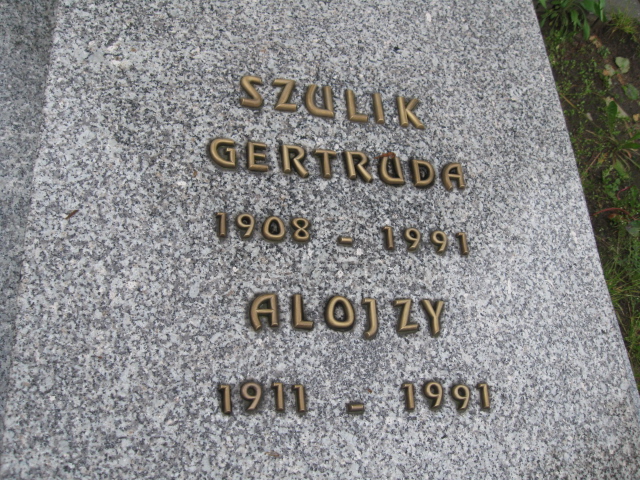 SZULIK
GERTRUDA
1908 - 1991
ALOJZY
1911 - 1991